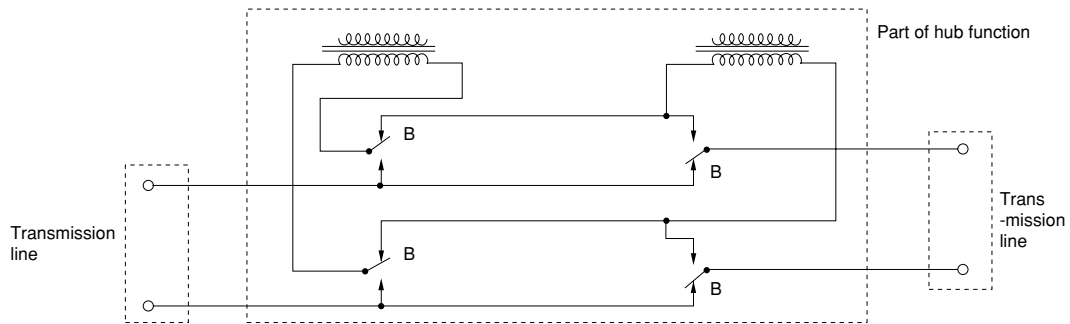 Part of hub function
B
B
B
B
Transmission
line
Trans
-mission
line